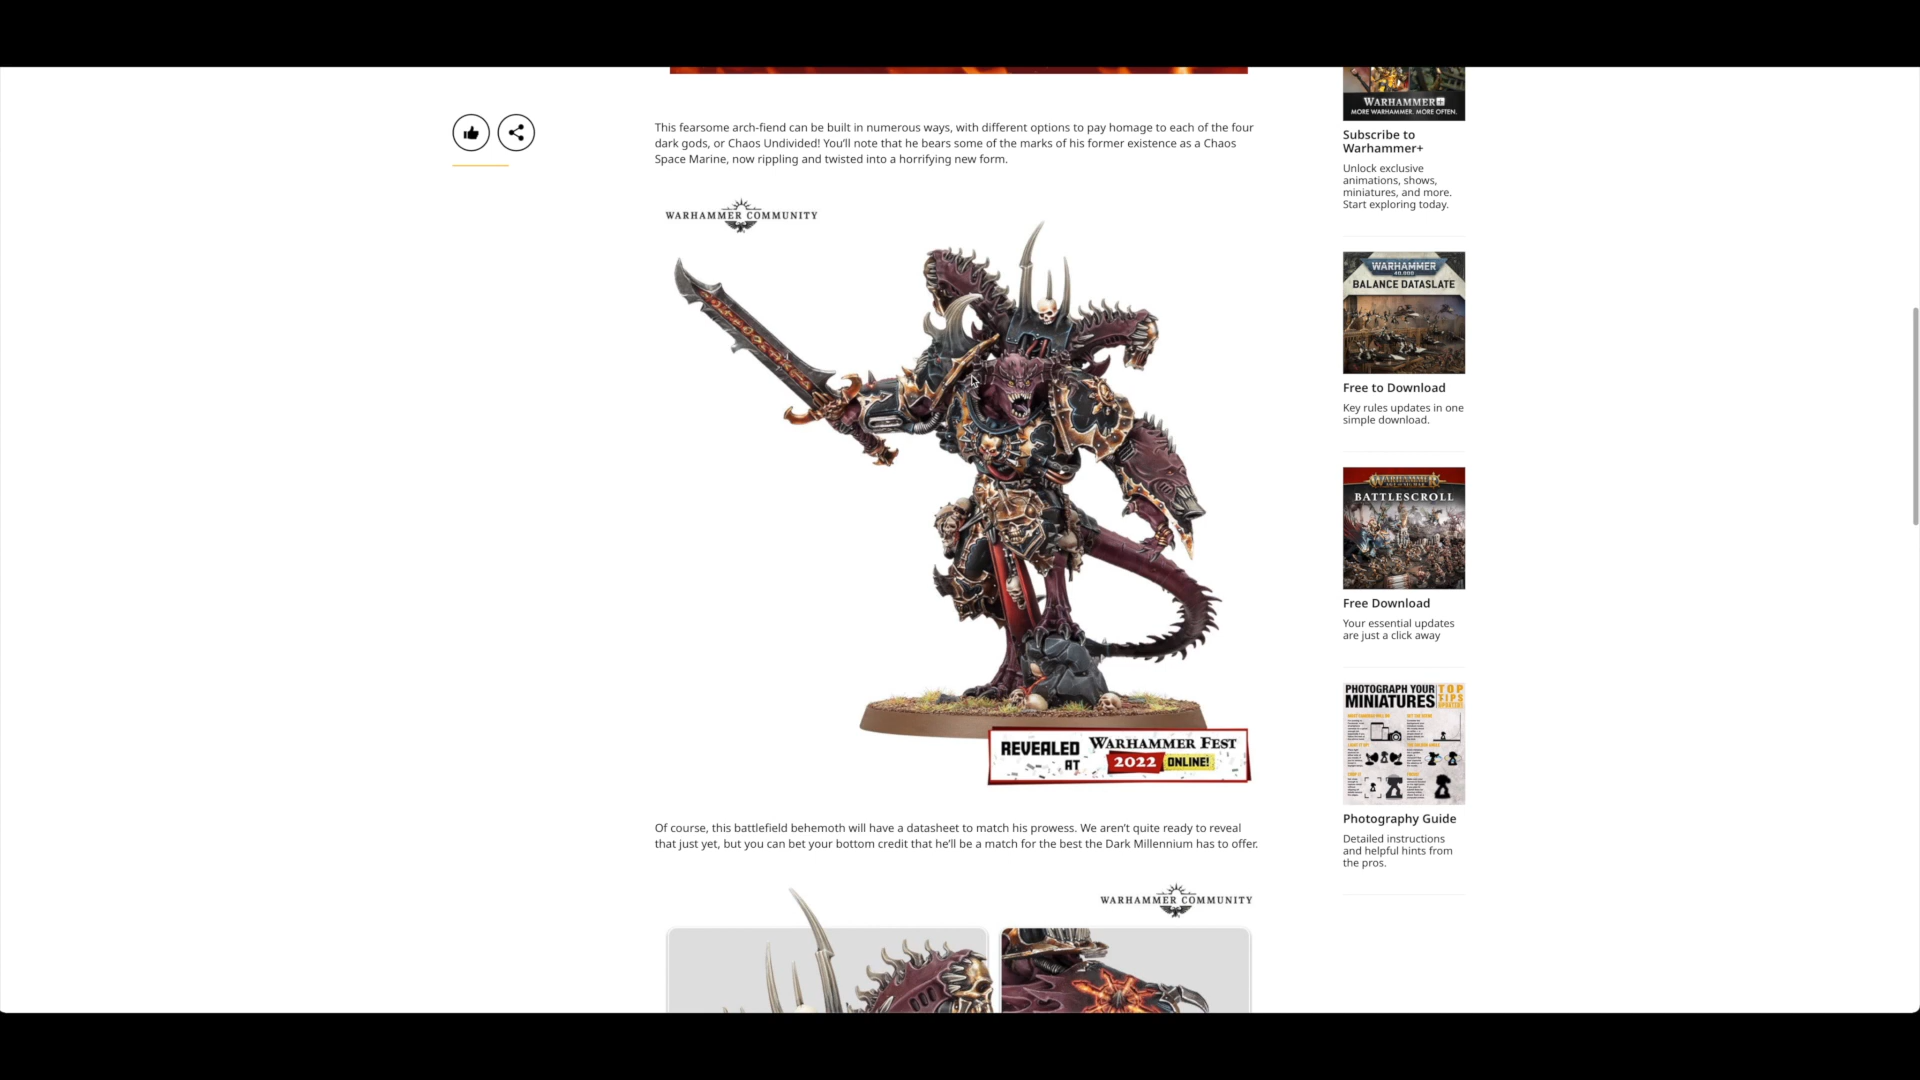 This fearsome arch-fiend can be built in numerous ways, with different options to pay homage to each of the four
dark gods, or Chaos Undivided! You'll note that he bears some of the marks of his former existence as a Chaos
Space Marine, now rippling and twisted into a horrifying new form.
WARHAMMER COMMUNITY
REVEALED
AT
WARHAMMER FEST
2022 ONLINE!
Of course, this battlefield behemoth will have a datasheet to match his prowess. We aren't quite ready to reveal
that just yet, but you can bet your bottom credit that he'll be a match for the best the Dark Millennium has to offer.
WARHAMMER COMMUNITY
WARHAMMER+
MORE WARHAMMER. MORE OFTEN.
Subscribe to
Warhammer+
Unlock exclusive
animations, shows,
miniatures, and more.
Start exploring today.
WARHAMMER
40,000
BALANCE DATASLATE
Free to Download
Key rules updates in one
simple download.
WARHAMMER
BATTLESCROLL
Free Download
Your essential updates
are just a click away
PHOTOGRAPH YOUR
MINIATURES
TOP
TIPS
Photography Guide
Detailed instructions
and helpful hints from
the pros.